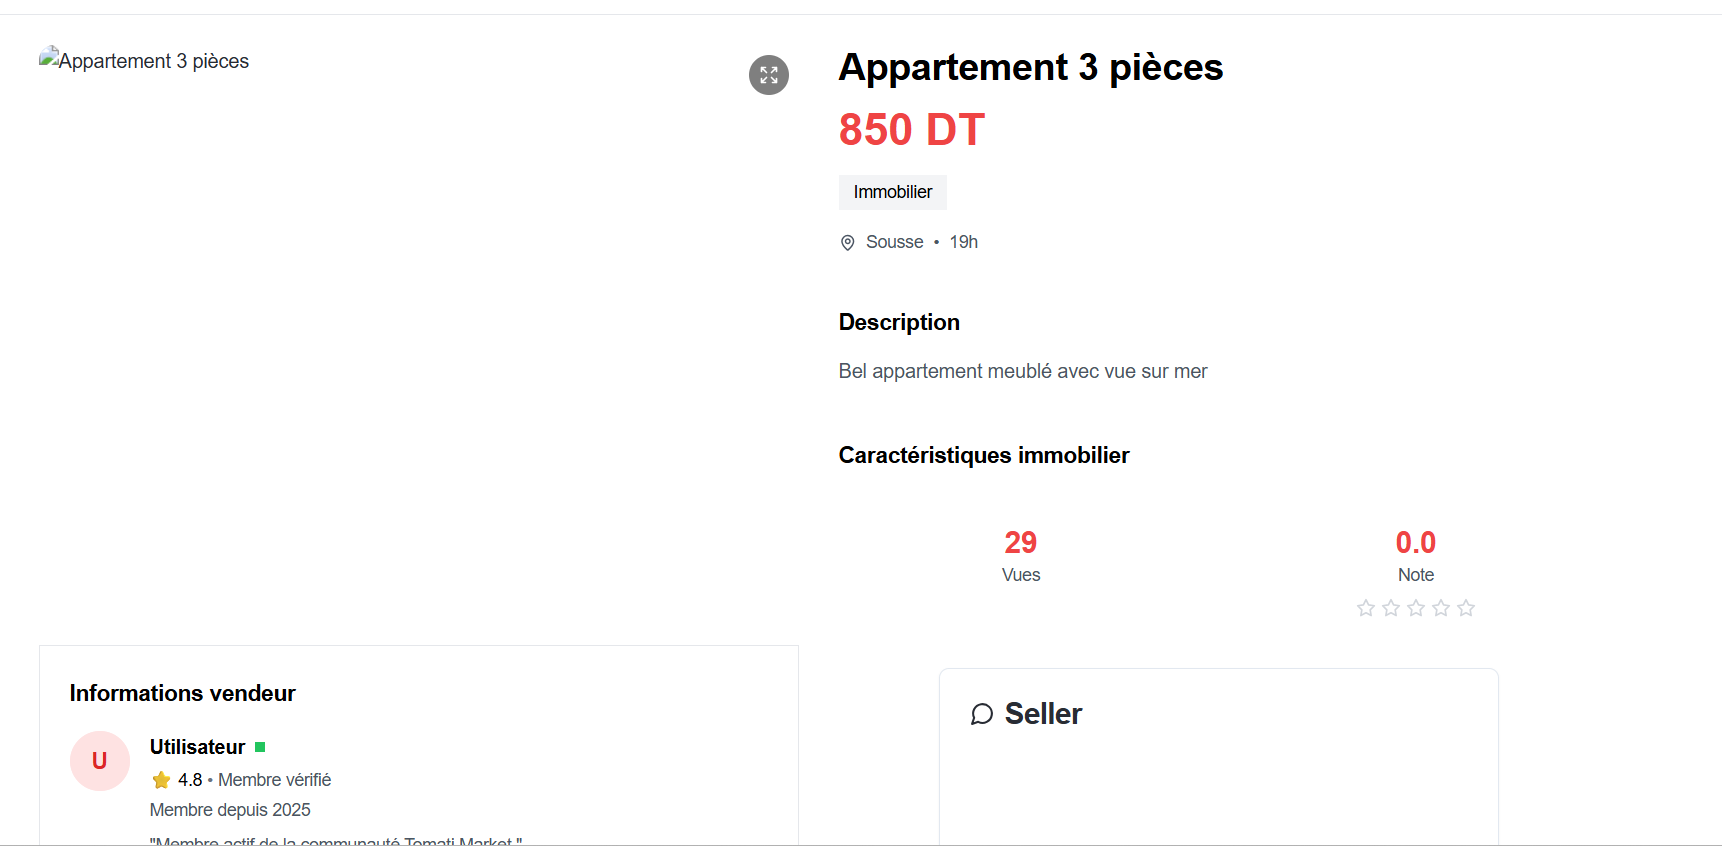 Appartement 3 pièces
Appartement 3 pièces
850 DT
Immobilier
Sousse • 19h
Description
Bel appartement meublé avec vue sur mer
Caractéristiques immobilier
29
Vues
0.0
Note
Informations vendeur
U
Utilisateur
4.8 • Membre vérifié
Membre depuis 2025
"Membre actif de la communauté Tomati Market."
Seller